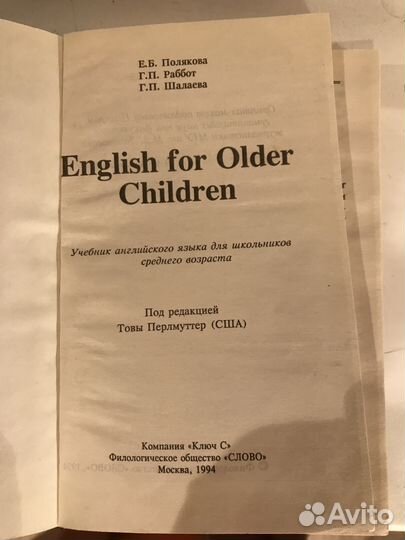 Е.Б. Полякова
Г.П. Раббот
Г.П. Шалаева
English for Older
Children
Учебник английского языка для школьников
среднего возраста
Под редакцией
Товы Перлмуттер (США)
Компания «Ключ С»
Филологическое общество «СЛОВО»
Москва, 1994
Avito